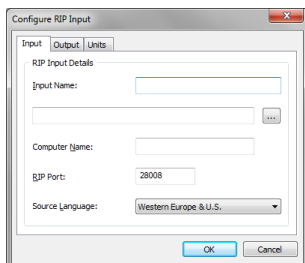 Configure RIP Input
Input Output Units
RIP Input Details
Input Name:
...
Computer Name:
RIP Port: 28008
Source Language: Western Europe & U.S.
OK Cancel